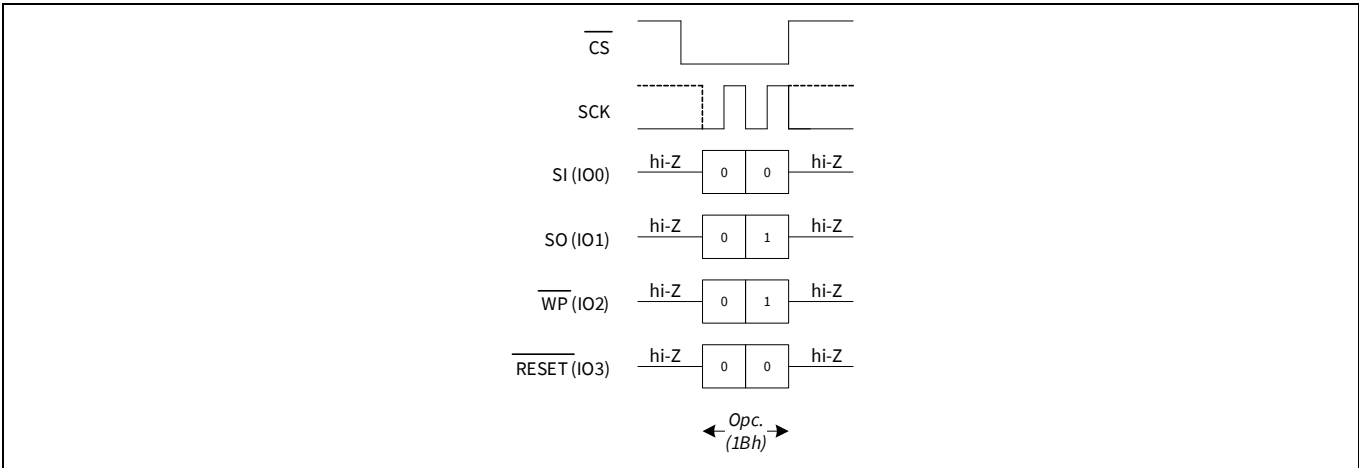 CS
SCK
SI (IO0) hi-Z 0 0 hi-Z
SO (IO1) hi-Z 0 1 hi-Z
WP (IO2) hi-Z 0 1 hi-Z
RESET (IO3) hi-Z 0 0 hi-Z
Opc.
(1Bh)